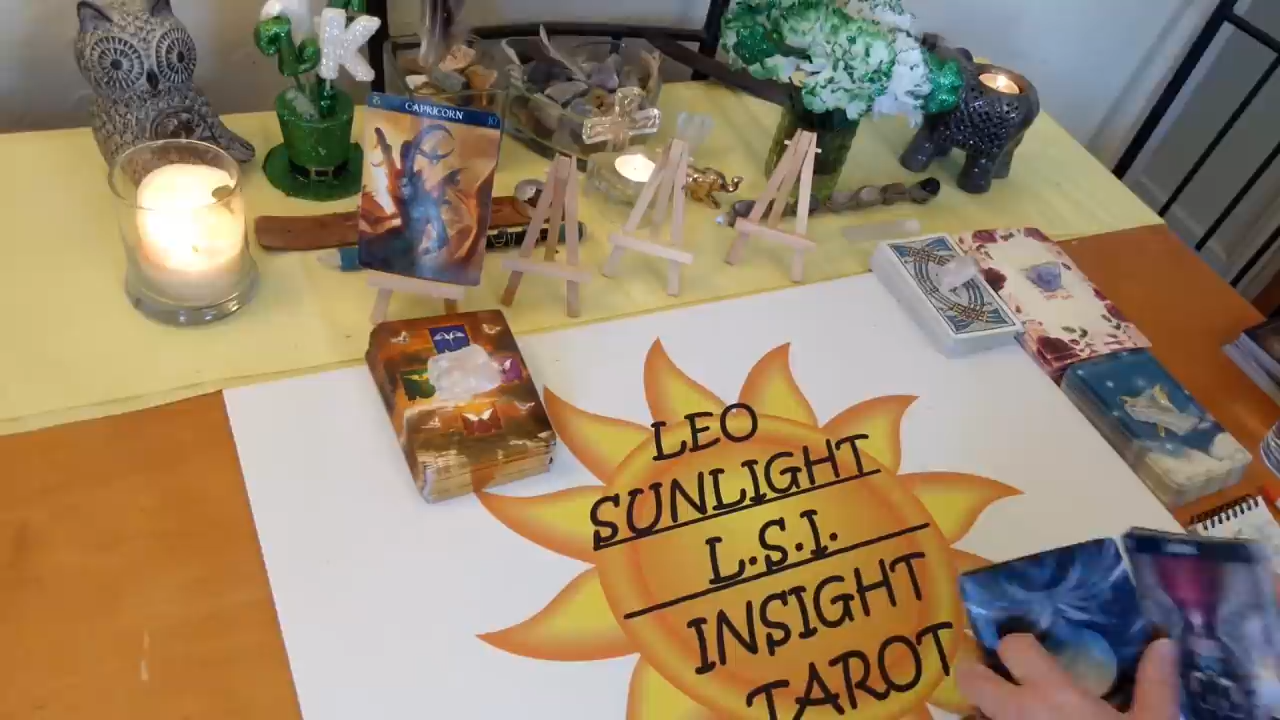 K
CAPRICORN
LEO
SUNLIGHT
L.S.I.
INSIGHT
TAROT